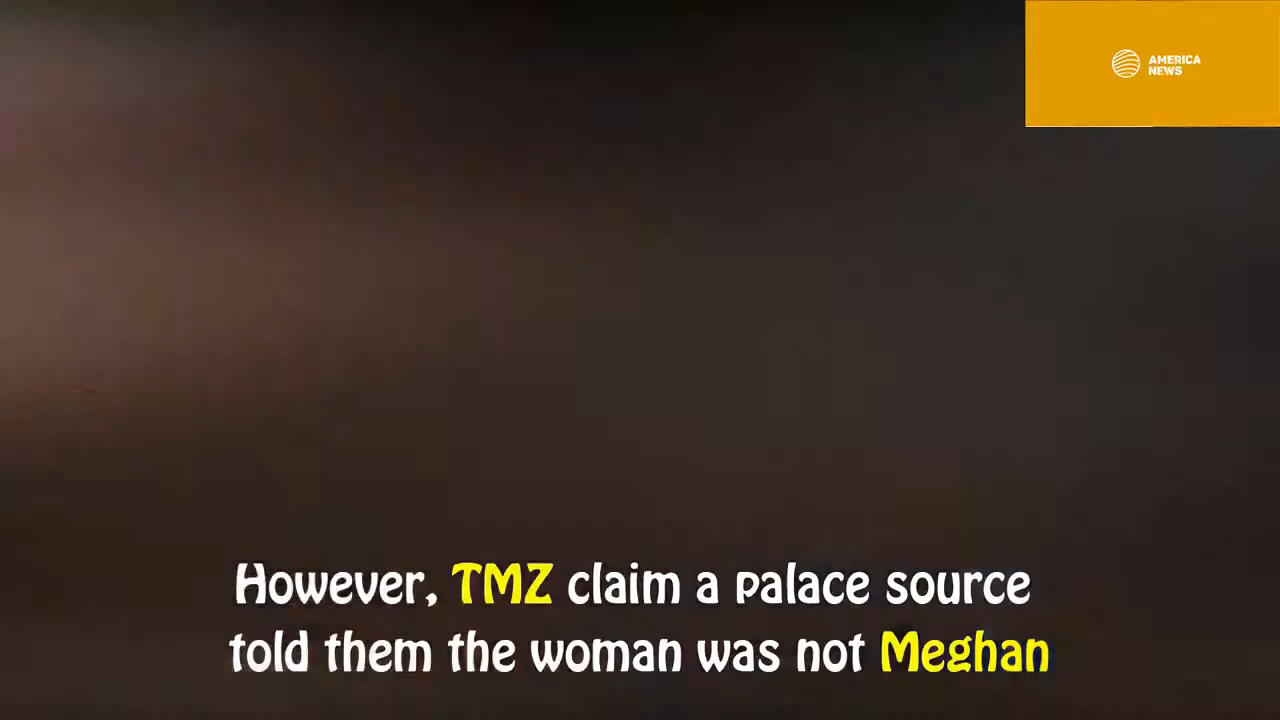 AMERICA
NEWS
However, TMZ claim a palace source
told them the woman was not Meghan